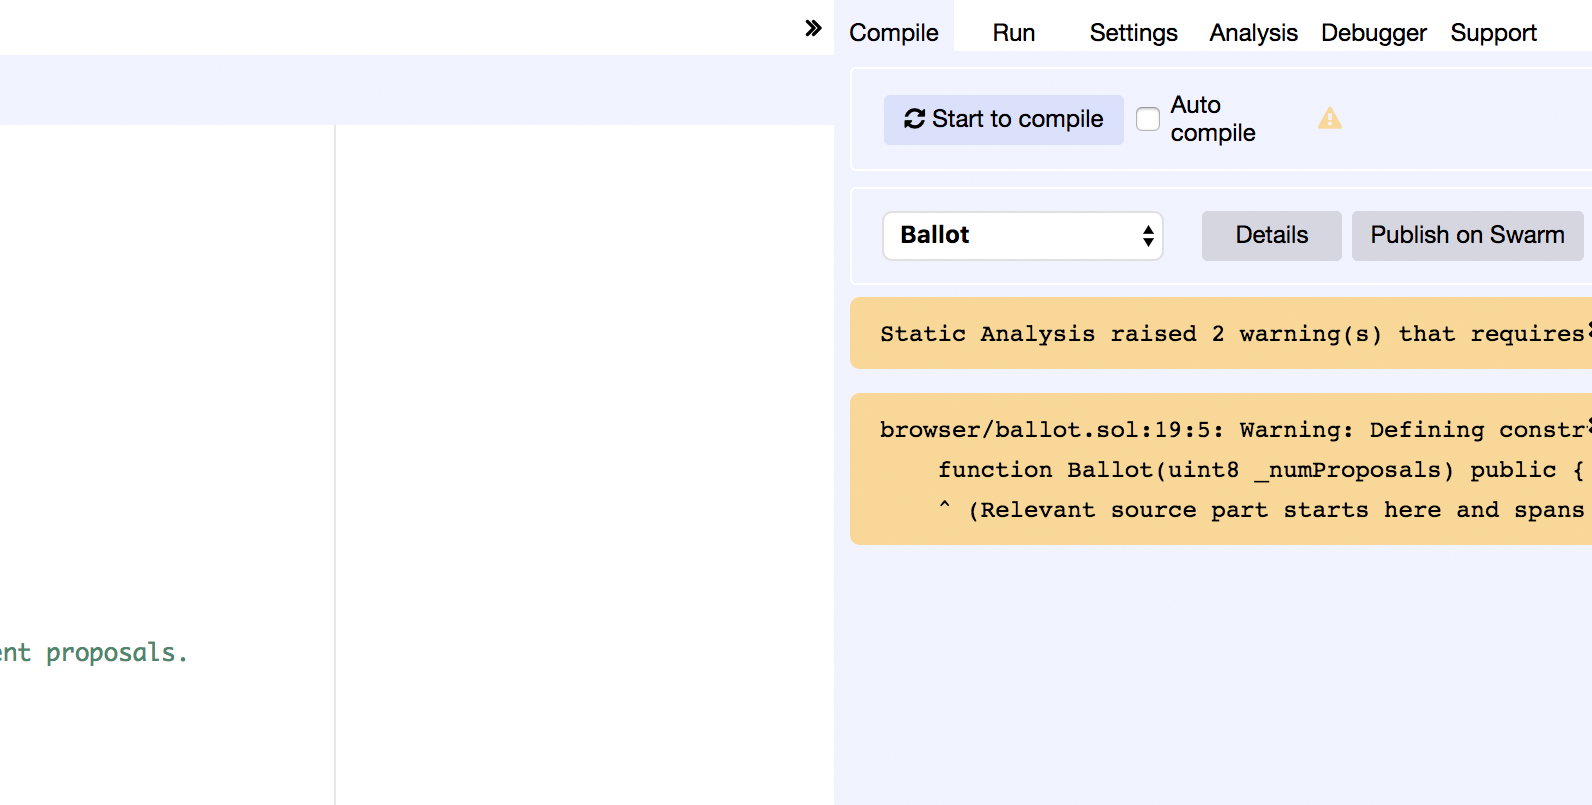 Compile Run Settings Analysis Debugger Support
Start to compile
Auto
compile
Ballot Details Publish on Swarm
Static Analysis raised 2 warning(s) that requires
browser/ballot.sol:19:5: Warning: Defining constr
function Ballot(uint8 _numProposals) public {
^ (Relevant source part starts here and spans
ent proposals.